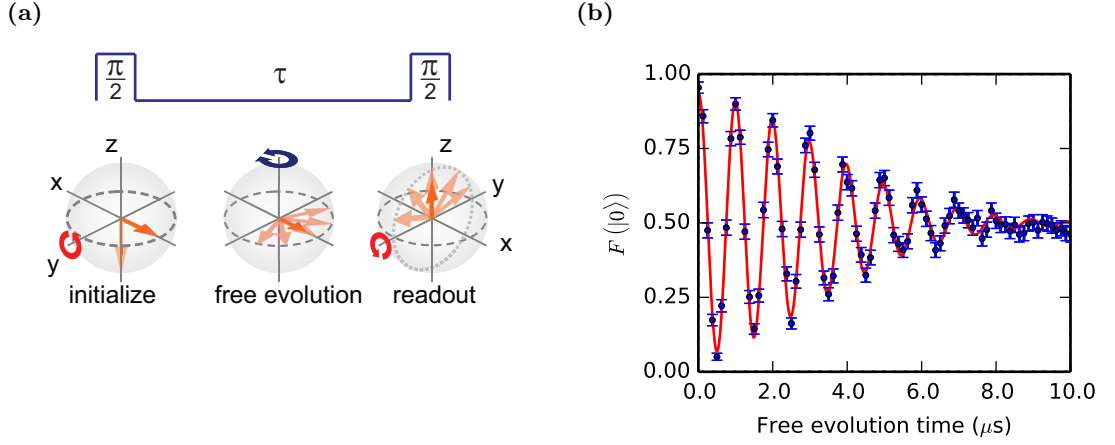 (a)
π/2 τ π/2
z z z
x y
y x
initialize free evolution readout
(b)
F (|0⟩)
1.00
0.75
0.50
0.25
0.00
0.0 2.0 4.0 6.0 8.0 10.0
Free evolution time (μs)